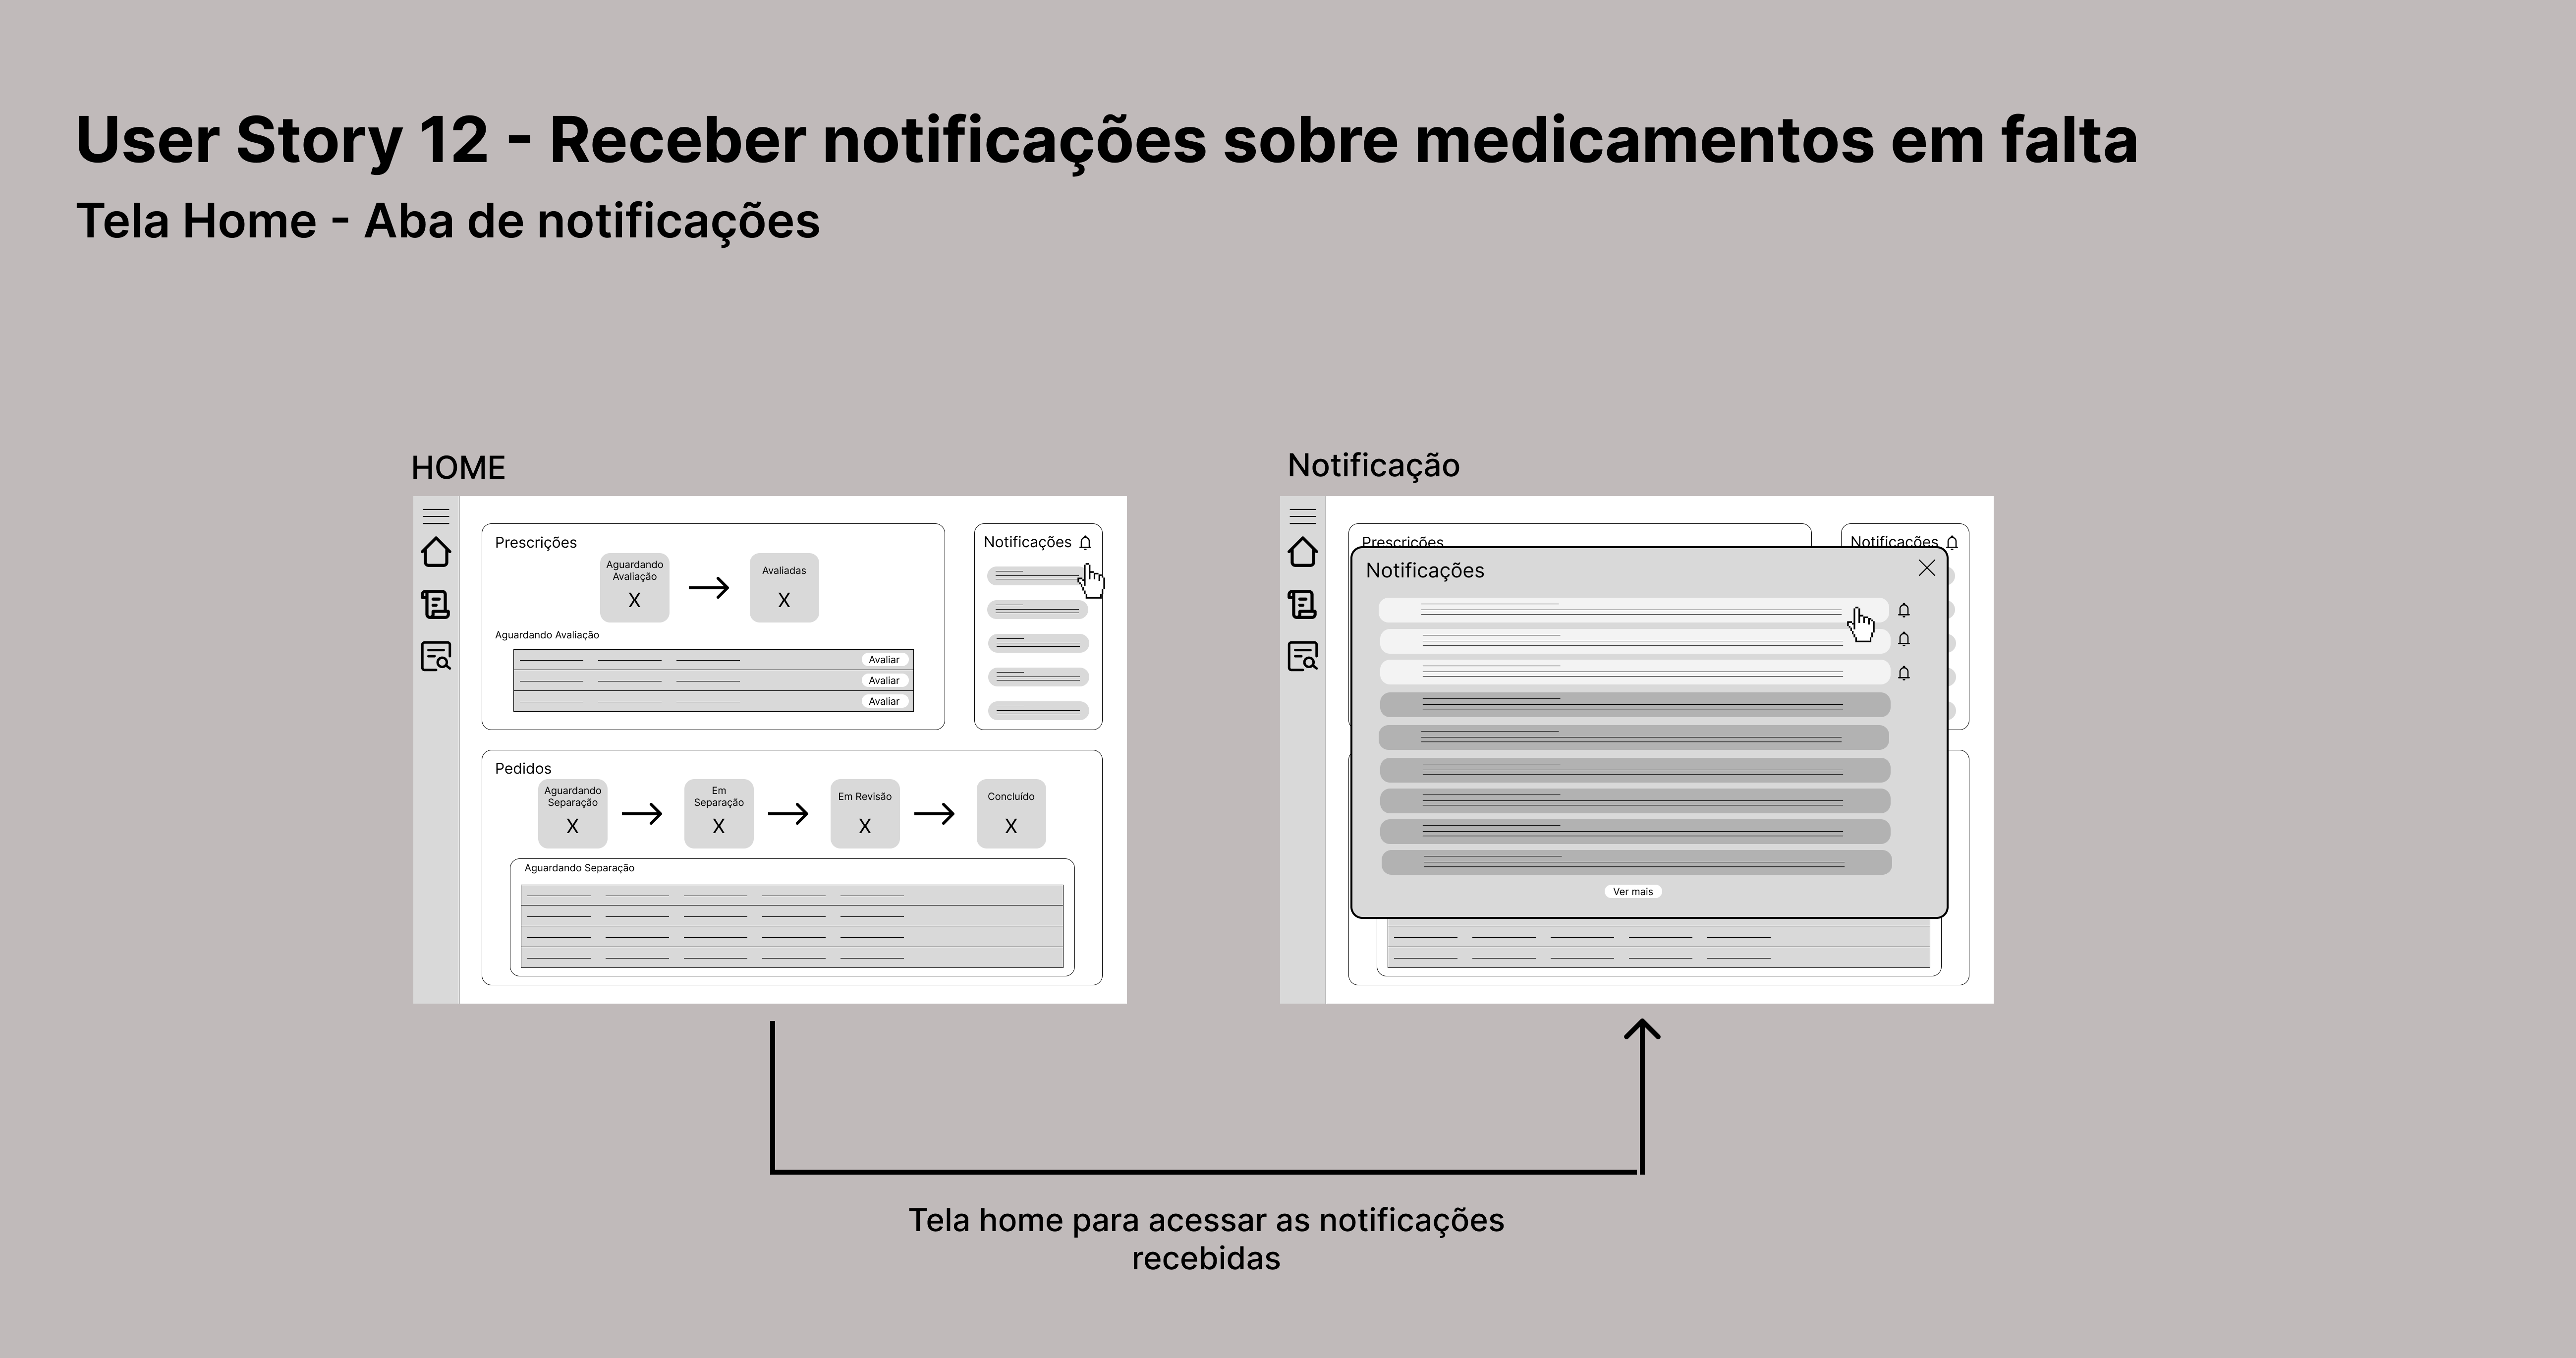 User Story 12 - Receber notificações sobre medicamentos em falta
Tela Home - Aba de notificações
HOME
Prescrições
Aguardando
Avaliação
X
Avaliadas
X
Aguardando Avaliação
Avaliar
Avaliar
Avaliar
Notificações
Pedidos
Aguardando
Separação
X
Em
Separação
X
Em Revisão
X
Concluído
X
Aguardando Separação
Notificação
Prescrições
Notificações
Notificações
Ver mais
Tela home para acessar as notificações
recebidas